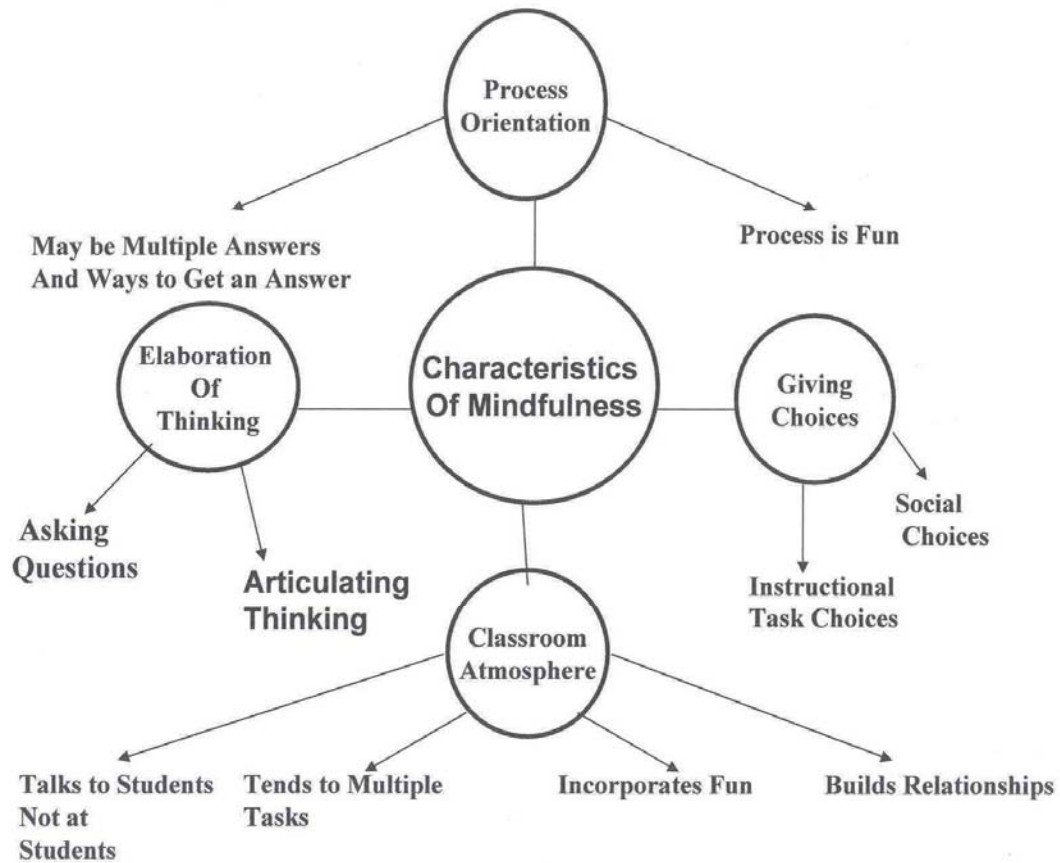 Process
Orientation
May be Multiple Answers
And Ways to Get an Answer
Process is Fun
Elaboration
Of
Thinking
Characteristics
Of Mindfulness
Giving
Choices
Asking
Questions
Articulating
Thinking
Social
Choices
Instructional
Task Choices
Classroom
Atmosphere
Talks to Students
Not at
Students
Tends to Multiple
Tasks
Incorporates Fun
Builds Relationships